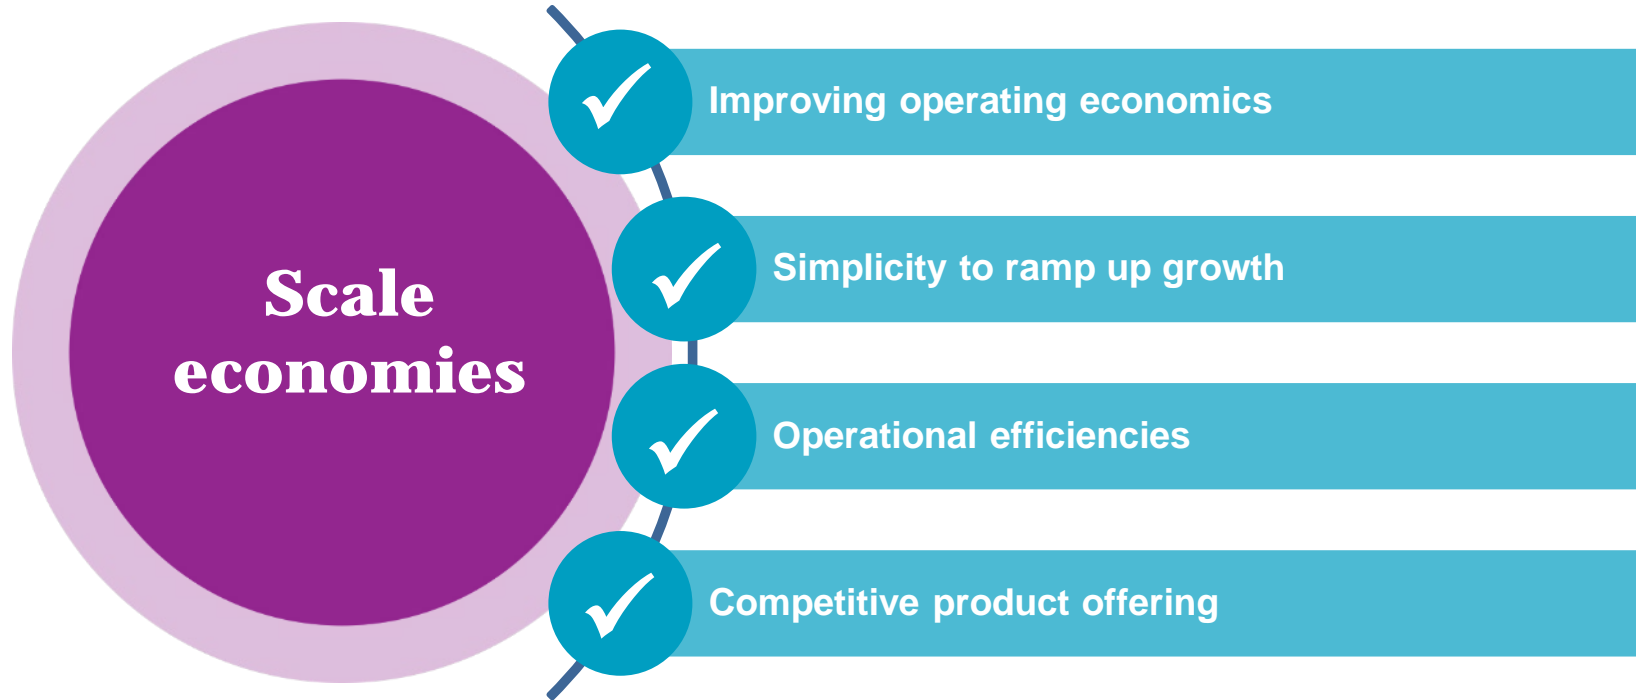 Scale
economies
Improving operating economics
Simplicity to ramp up growth
Operational efficiencies
Competitive product offering